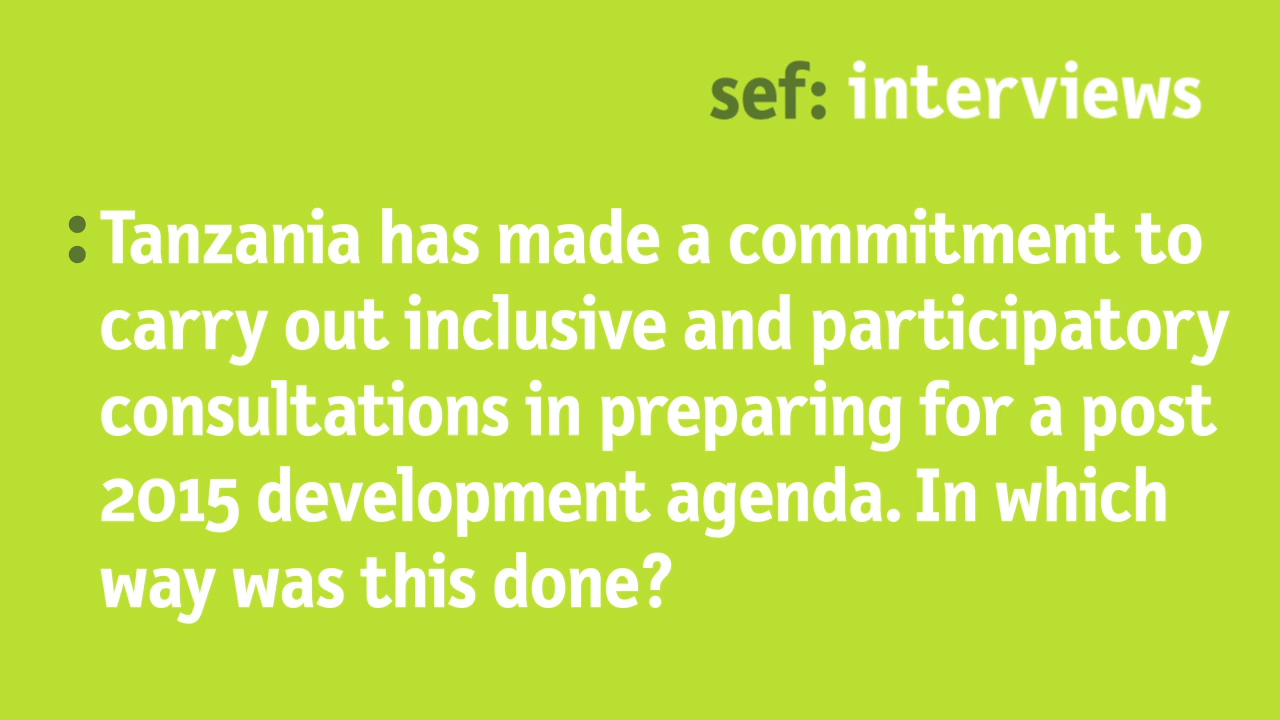 sef: interviews
: Tanzania has made a commitment to
carry out inclusive and participatory
consultations in preparing for a post
2015 development agenda. In which
way was this done?